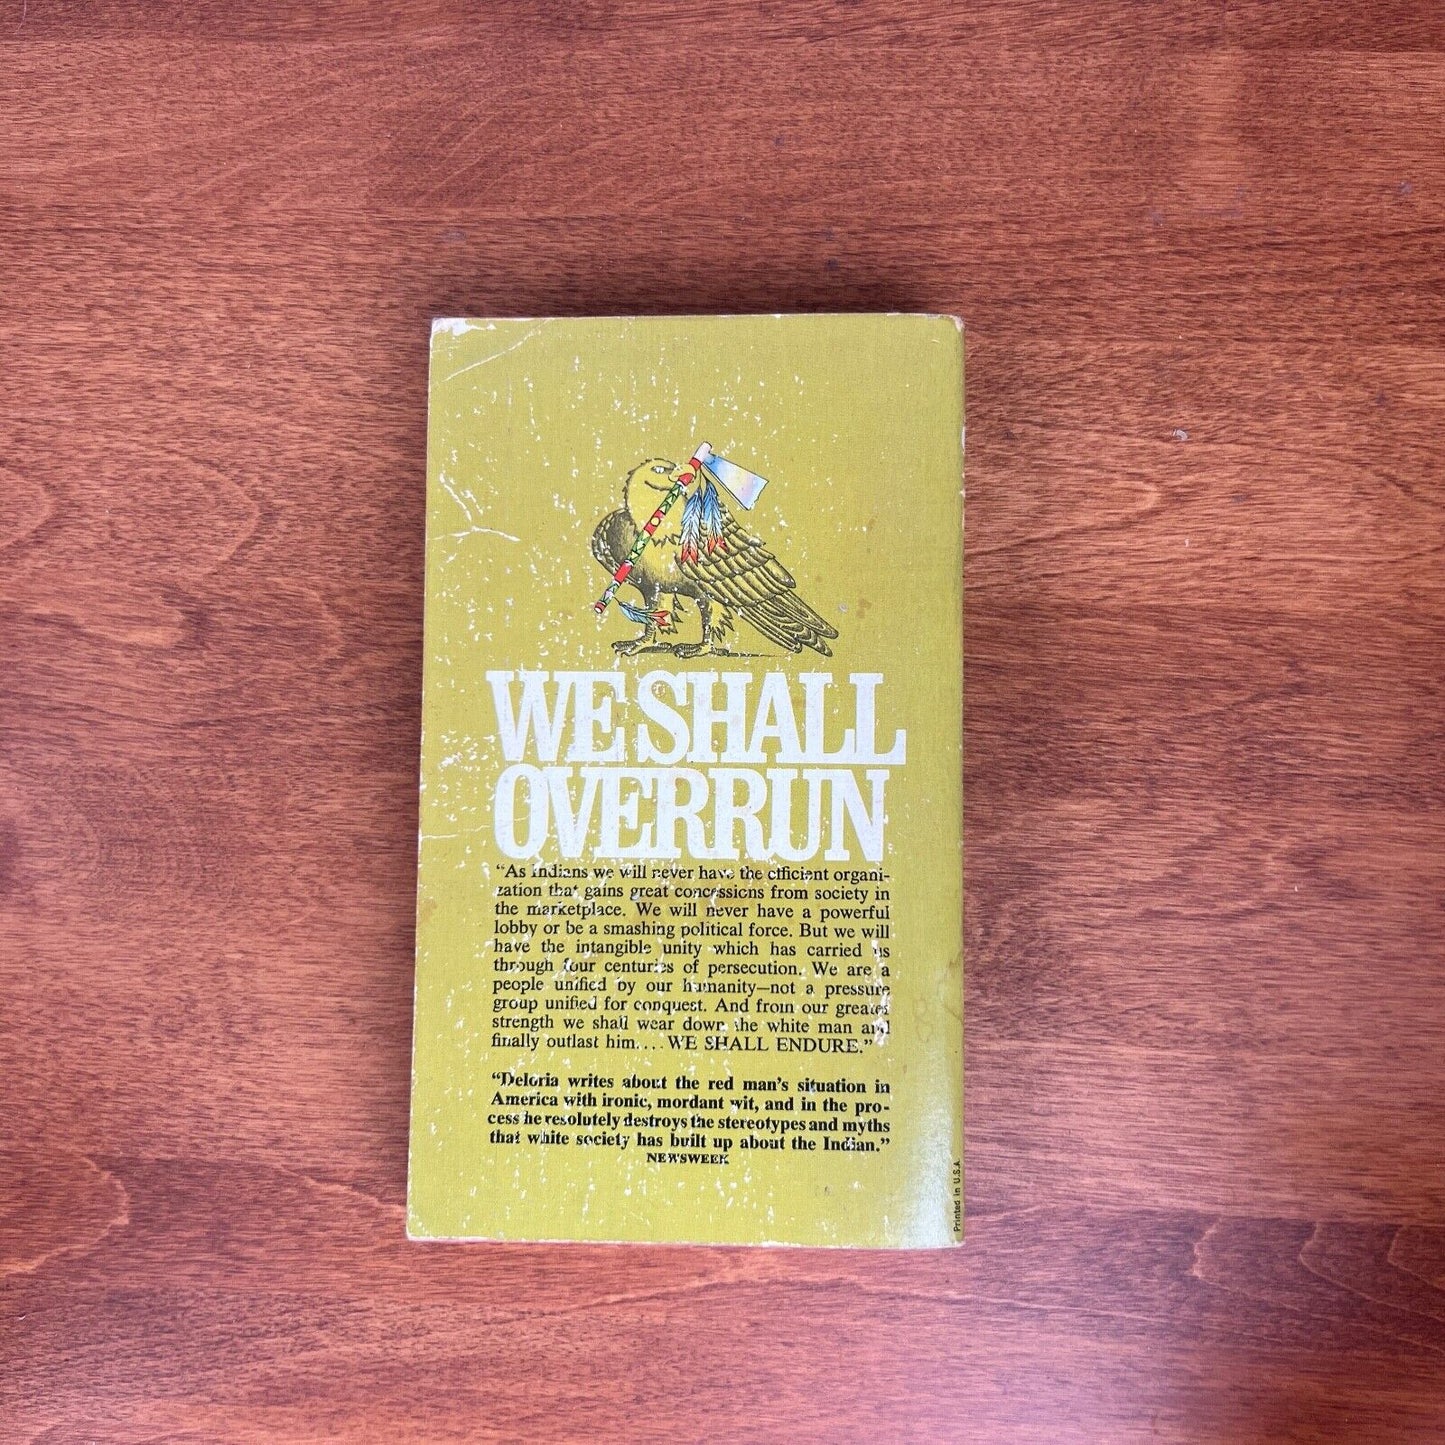 WE SHALL
OVERRUN
"As Indians we will never have the efficient organi-
zation that gains great concessions from society in
the marketplace. We will never have a powerful
lobby or be a smashing political force. But we will
have the intangible unity which has carried us
through four centuries of persecution. We are a
people unified by our humanity—not a pressure
group unified for conquest. And from our greater
strength we shall wear down the white man and
finally outlast him.... WE SHALL ENDURE."
"Deloria writes about the red man's situation in
America with ironic, mordant wit, and in the pro-
cess he resolutely destroys the stereotypes and myths
that white society has built up about the Indian."
NEWSWEEK
Printed in U.S.A.